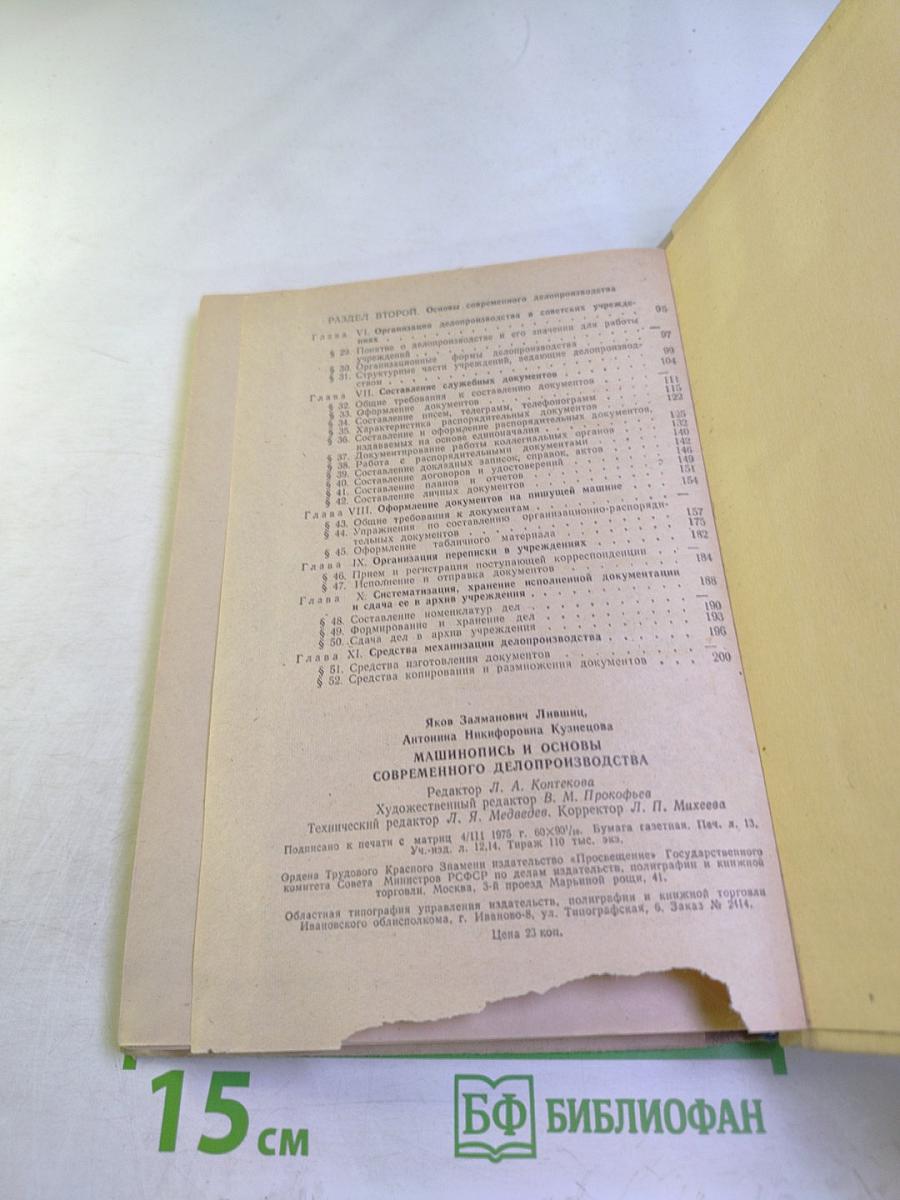 РАЗДЕЛ ВТОРОЙ. Основы современного делопроизводства
Глава VI. Организация делопроизводства в советских учрежде-
ниях . . . . . . . . . . 95
§ 29. Понятие о делопроизводстве и его значении для работы
учреждений . . . . . . . . . . —
§ 30. Организационные формы делопроизводства . . . . 97
§ 31. Структурные части учреждений, ведающие делопроизвод-
ством . . . . . . . . . . 99
Глава VII. Составление служебных документов . . . . 104
§ 32. Общие требования к составлению документов . . . . —
§ 33. Оформление документов . . . . 111
§ 34. Составление писем, телеграмм, телефонограмм . . . . 115
§ 35. Характеристика распорядительных документов . . . . 122
§ 36. Составление и оформление распорядительных документов,
издаваемых на основе единоначалия . . . . 125
§ 37. Документирование работы коллегиальных органов . . . . 132
§ 38. Работа с распорядительными документами . . . . 140
§ 39. Составление докладных записок, справок, актов . . . . 142
§ 40. Составление договоров и удостоверений . . . . 146
§ 41. Составление планов и отчетов . . . . 149
§ 42. Составление личных документов . . . . 151
Глава VIII. Оформление документов на пишущей машине . . . . 154
§ 43. Общие требования к документам . . . . —
§ 44. Упражнения по составлению организационно-распоряди-
тельных документов . . . . 157
§ 45. Оформление табличного материала . . . . 175
Глава IX. Организация переписки в учреждениях . . . . 182
§ 46. Прием и регистрация поступающей корреспонденции . . —
§ 47. Исполнение и отправка документов . . . . 184
Глава X. Систематизация, хранение исполненной документации
и сдача ее в архив учреждения . . . . 188
§ 48. Составление номенклатур дел . . . . —
§ 49. Формирование и хранение дел . . . . 190
§ 50. Сдача дел в архив учреждения . . . . 193
Глава XI. Средства механизации делопроизводства . . . . 196
§ 51. Средства изготовления документов . . . . —
§ 52. Средства копирования и размножения документов . . . 200
Яков Залманович Лившиц,
Антонина Никифоровна Кузнецова
МАШИНОПИСЬ И ОСНОВЫ
СОВРЕМЕННОГО ДЕЛОПРОИЗВОДСТВА
Редактор Л. А. Коптекова
Художественный редактор В. М. Прокофьев
Технический редактор Л. Я. Медведев. Корректор Л. П. Михеева
Подписано к печати с матриц 4/III 1975 г. 60×90¹/₁₆. Бумага газетная. Печ. л. 13.
Уч.-изд. л. 12,14. Тираж 110 тыс. экз.
Ордена Трудового Красного Знамени издательство «Просвещение» Государственного
комитета Совета Министров РСФСР по делам издательств, полиграфии и книжной
торговли. Москва, 3-й проезд Марьиной рощи, 41.
Областная типография управления издательств, полиграфии и книжной торговли
Ивановского облисполкома, г. Иваново-8, ул. Типографская, 6. Заказ № 2414.
Цена 23 коп.
15 см
БФ БИБЛИОФАН